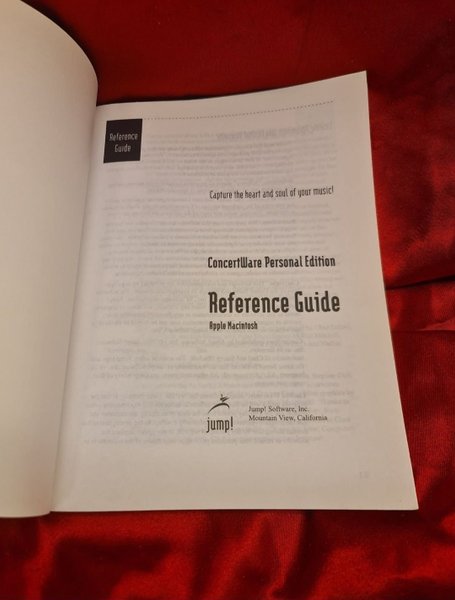 Reference
Guide
Capture the heart and soul of your music!
ConcertWare Personal Edition
Reference Guide
Apple Macintosh
jump!
Jump! Software, Inc.
Mountain View, California